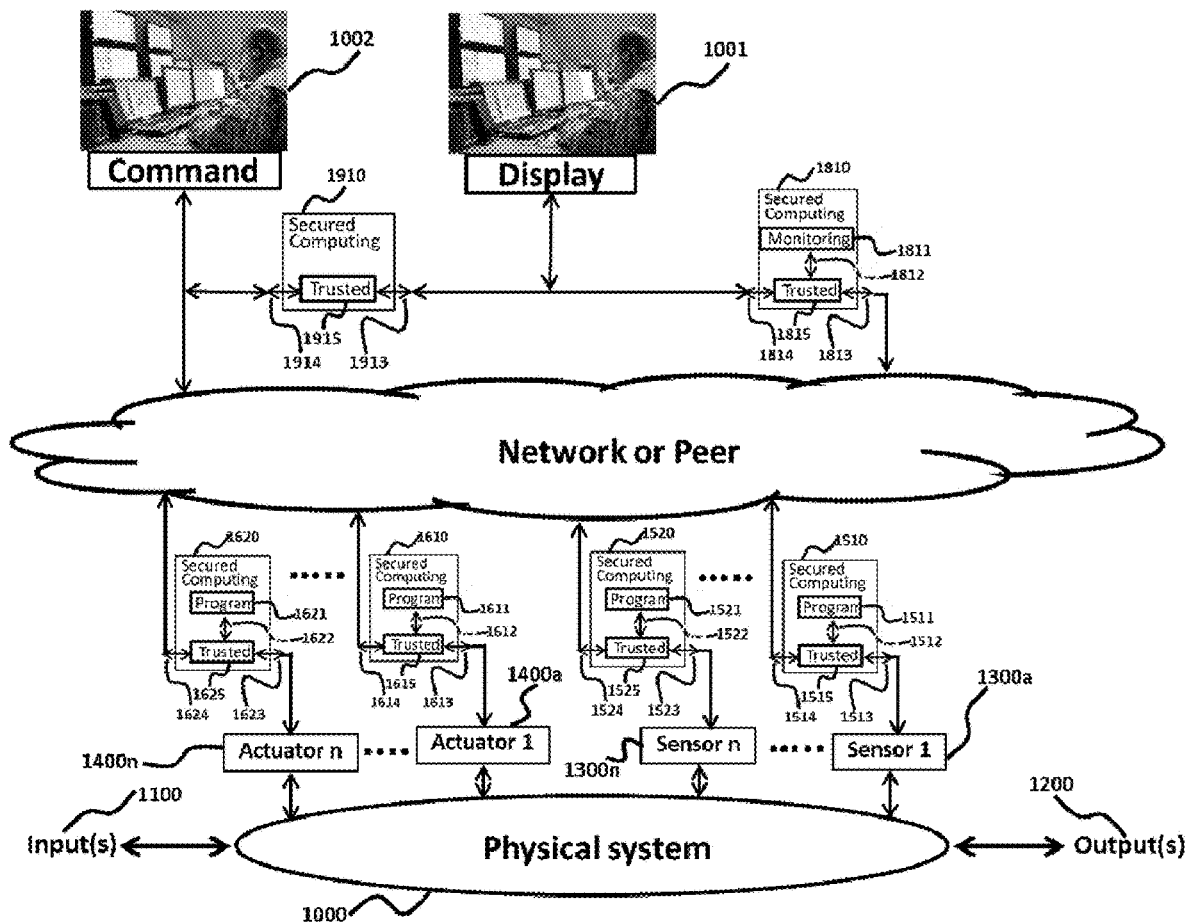 1002
1001
Command
Display
1910
Secured
Computing
Trusted
1915
1914
1913
1810
Secured
Computing
Monitoring
1811
1812
Trusted
1815
1814
1813
Network or Peer
1620
Secured
Computing
Program
1621
1622
Trusted
1625
1624
1623
1610
Secured
Computing
Program
1611
1612
Trusted
1615
1614
1613
1520
Secured
Computing
Program
1521
1522
Trusted
1525
1524
1523
1510
Secured
Computing
Program
1511
1512
Trusted
1515
1514
1513
1400a
1300a
1400n
Actuator n
Actuator 1
1300n
Sensor n
Sensor 1
1100
1200
Input(s)
Physical system
Output(s)
1000